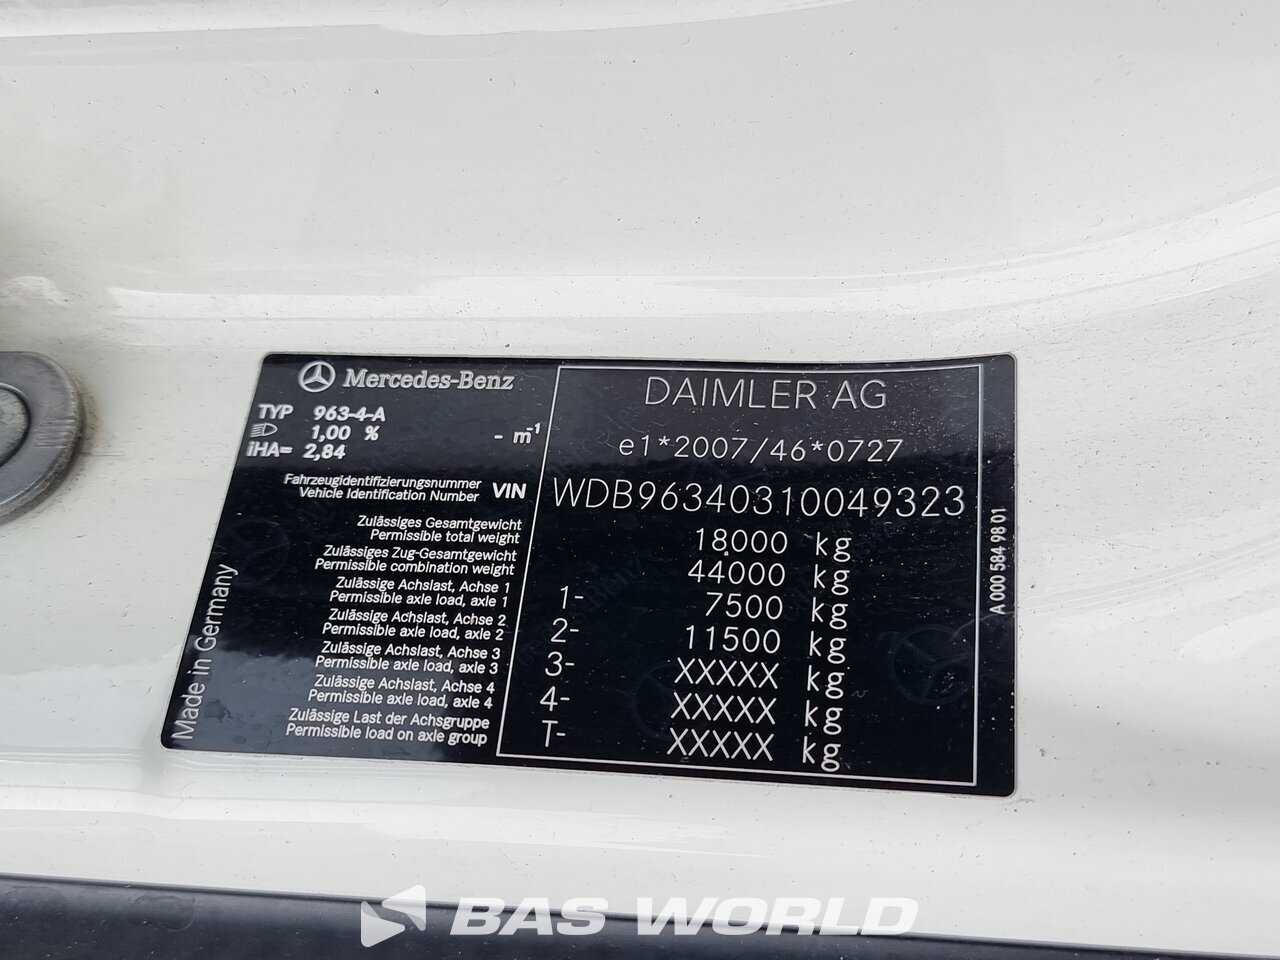 Mercedes-Benz
TYP 963-4-A
1,00 % - m-1
iHA= 2,84
DAIMLER AG
e1*2007/46*0727
Fahrzeugidentifizierungsnummer
Vehicle Identification Number VIN WDB96340310049323
Zulässiges Gesamtgewicht
Permissible total weight 18000 kg
Zulässiges Zug-Gesamtgewicht
Permissible combination weight 44000 kg
Zulässige Achslast, Achse 1
Permissible axle load, axle 1 1- 7500 kg
Zulässige Achslast, Achse 2
Permissible axle load, axle 2 2- 11500 kg
Zulässige Achslast, Achse 3
Permissible axle load, axle 3 3- XXXXX kg
Zulässige Achslast, Achse 4
Permissible axle load, axle 4 4- XXXXX kg
Zulässige Last der Achsgruppe
Permissible load on axle group T- XXXXX kg
Made in Germany
A 000 584 98 01
BAS WORLD